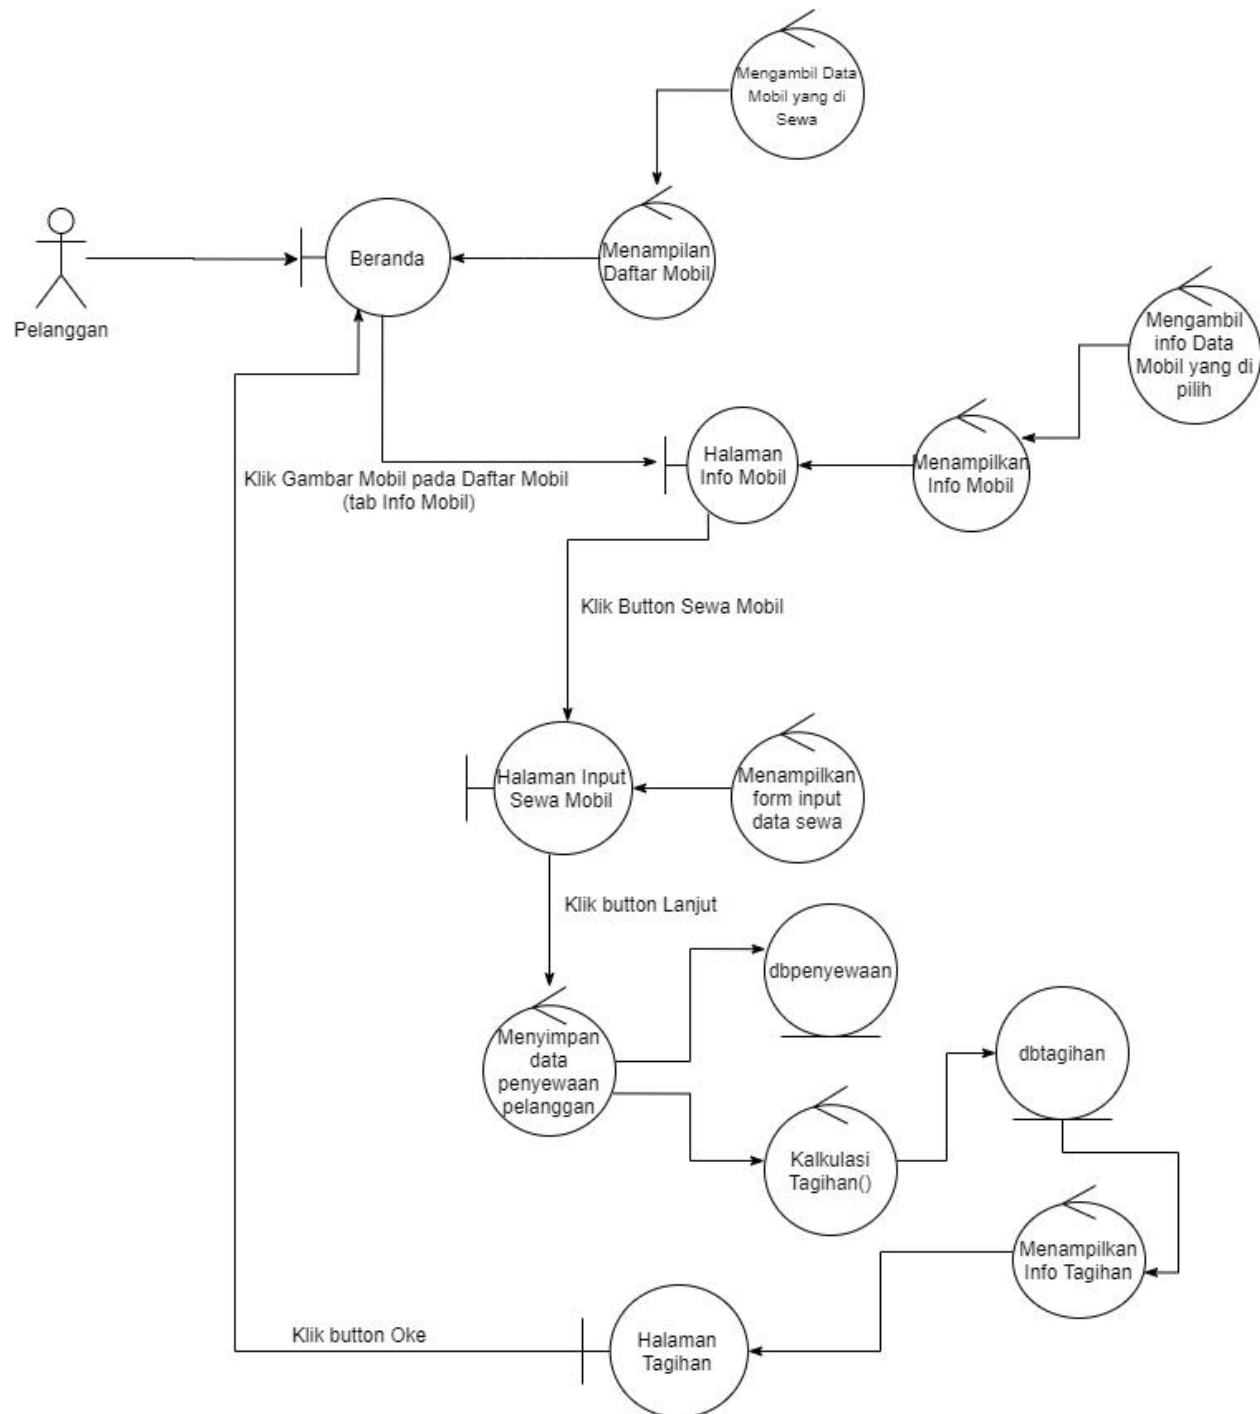 Mengambil Data
Mobil yang di
Sewa
Beranda
Menampilan
Daftar Mobil
Pelanggan
Mengambil
info Data
Mobil yang di
pilih
Halaman
Info Mobil
Menampilkan
Info Mobil
Klik Gambar Mobil pada Daftar Mobil
(tab Info Mobil)
Klik Button Sewa Mobil
Halaman Input
Sewa Mobil
Menampilkan
form input
data sewa
Klik button Lanjut
dbpenyewaan
Menyimpan
data
penyewaan
pelanggan
dbtagihan
Kalkulasi
Tagihan()
Menampilkan
Info Tagihan
Klik button Oke
Halaman
Tagihan